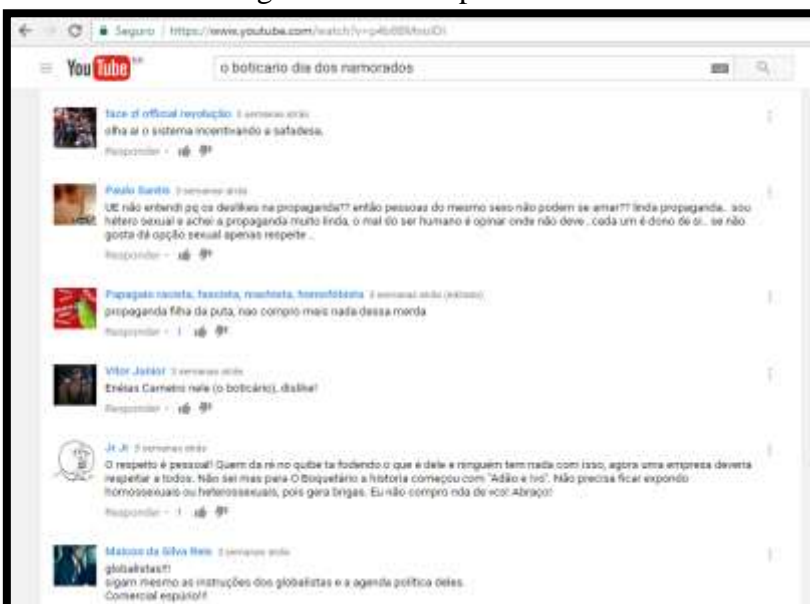 Seguro | https://www.youtube.com/watch?v=
YouTube BR
o boticario dia dos namorados
face sl official revolução 3 semanas atrás
olha ai o sistema incentivando a safadesa.
Responder
Paulo Santis 3 semanas atrás
UE não entendi pq os deslikes na propaganda?? então pessoas do mesmo sexo não podem se amar?? linda propaganda.. sou
hétero sexual e achei a propaganda muito linda, o mal do ser humano é opinar onde não deve.. cada um é dono de si.. se não
gosta dá opção sexual apenas respeite ..
Responder
Papagaio racista, fascista, machista, homofóbista 3 semanas atrás (editado)
propaganda filha da puta, nao compro mais nada dessa merda
Responder 1
Vitor Junior 3 semanas atrás
Enéias Carneiro nele (o boticário), dislike!
Responder
Jr Jr 3 semanas atrás
O respeito é pessoal! Quem da ré no quibe ta fodendo o que é dele e ninguém tem nada com isso, agora uma empresa deveria
respeitar a todos. Não sei mas para O Boquetário a historia começou com "Adão e Ivo". Não precisa ficar expondo
homossexuais ou heterossexuais, pois gera brigas. Eu não compro nda de vcs! Abraço!
Responder 1
da Silva 3 semanas atrás
globalistas!!!
sigam mesmo as instruções dos globalistas e a agenda política deles.
Comercial espúrio!!!